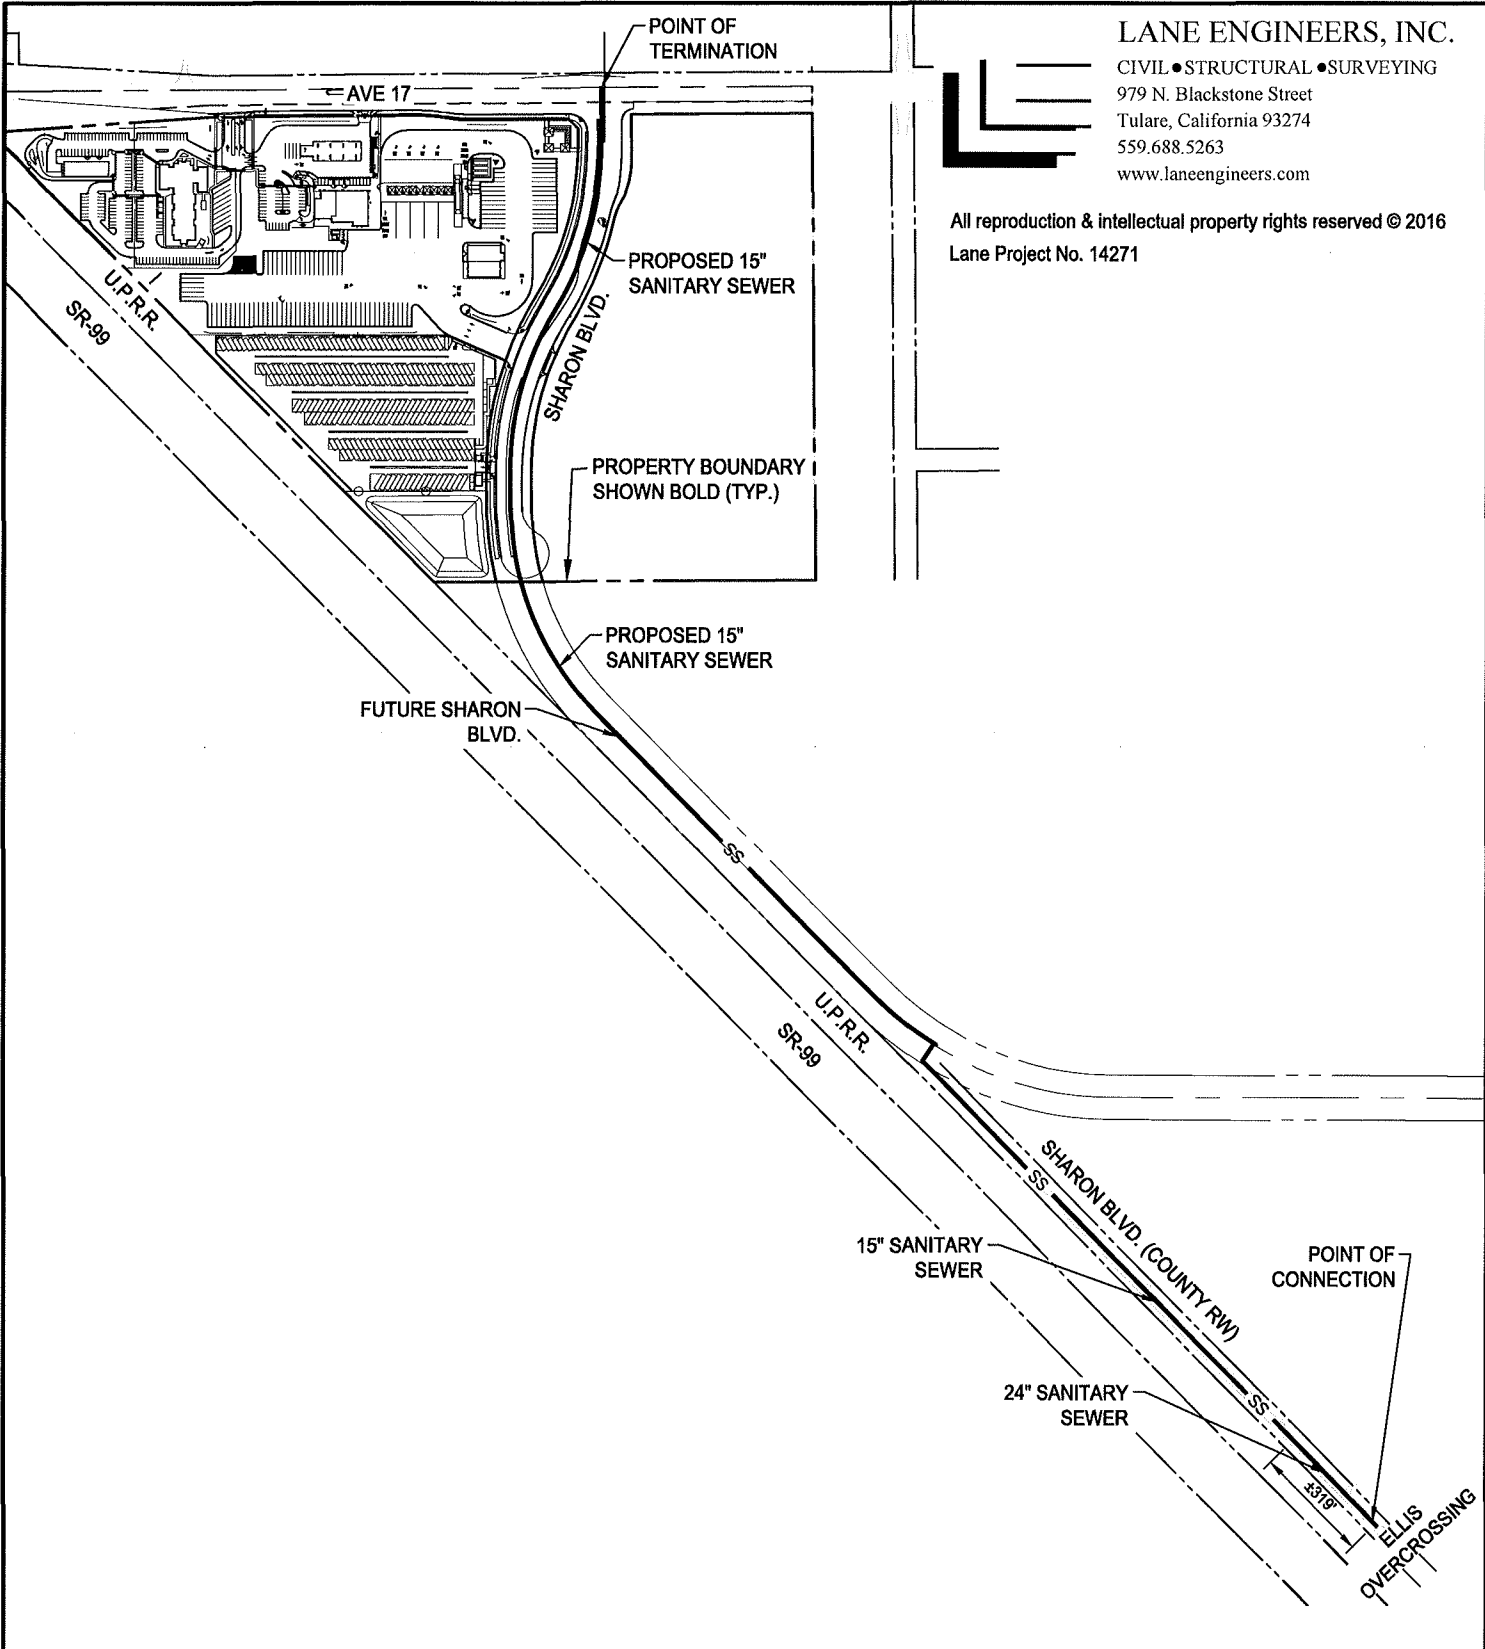 POINT OF
TERMINATION
LANE ENGINEERS, INC.
CIVIL●STRUCTURAL ●SURVEYING
979 N. Blackstone Street
Tulare, California 93274
559.688.5263
www.laneengineers.com
All reproduction & intellectual property rights reserved © 2016
Lane Project No. 14271
AVE 17
PROPOSED 15"
SANITARY SEWER
U.P.R.R.
SR-99
SHARON BLVD.
PROPERTY BOUNDARY
SHOWN BOLD (TYP.)
PROPOSED 15"
SANITARY SEWER
FUTURE SHARON
BLVD.
SS
U.P.R.R.
SR-99
SHARON BLVD. (COUNTY RW)
SS
15" SANITARY
SEWER
POINT OF
CONNECTION
24" SANITARY
SEWER
SS
±319'
ELLIS
OVERCROSSING